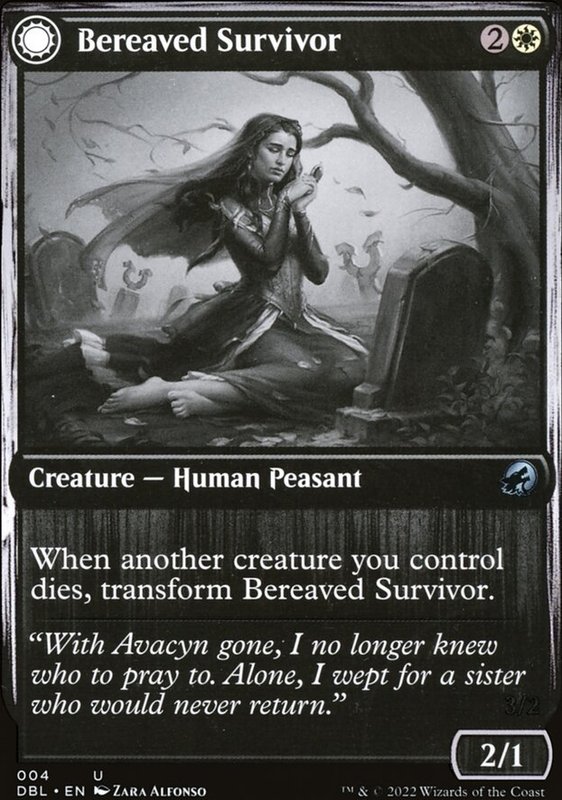 Bereaved Survivor 2
Creature — Human Peasant
When another creature you control
dies, transform Bereaved Survivor.
“With Avacyn gone, I no longer knew
who to pray to. Alone, I wept for a sister
who would never return.”
3/2
2/1
004 U
DBL • EN Zara Alfonso
™ & © 2022 Wizards of the Coast